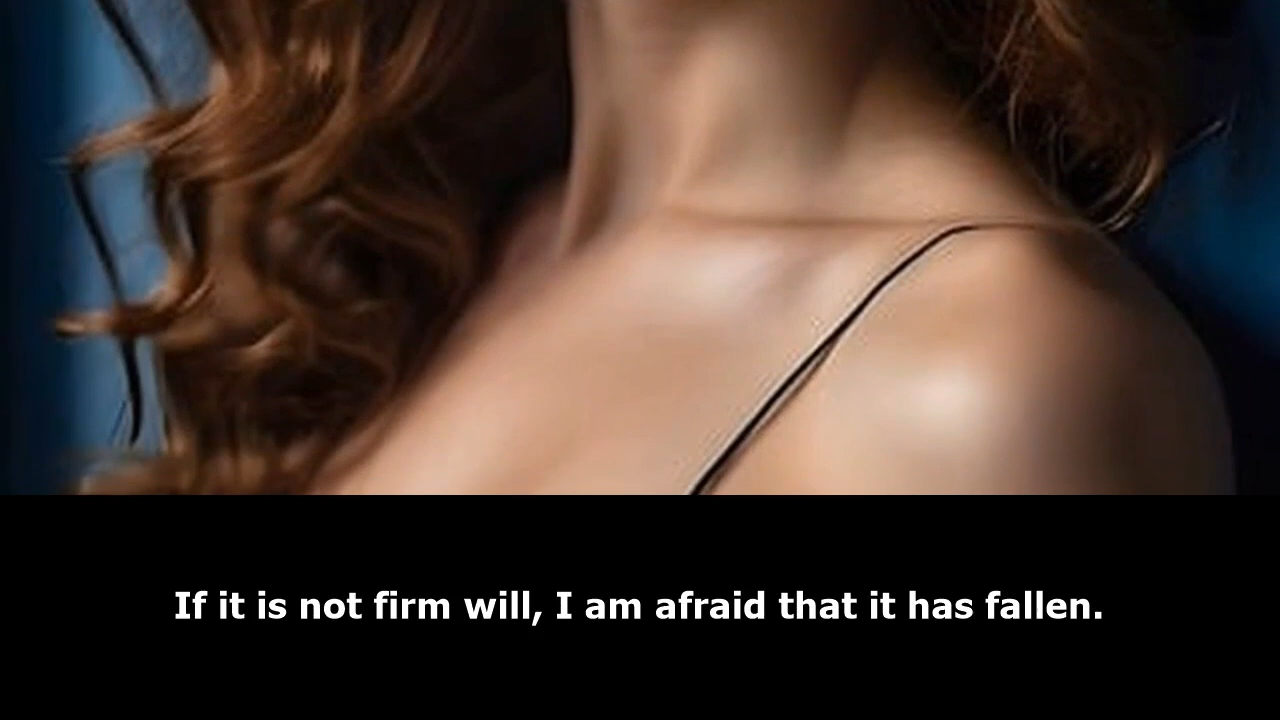 If it is not firm will, I am afraid that it has fallen.